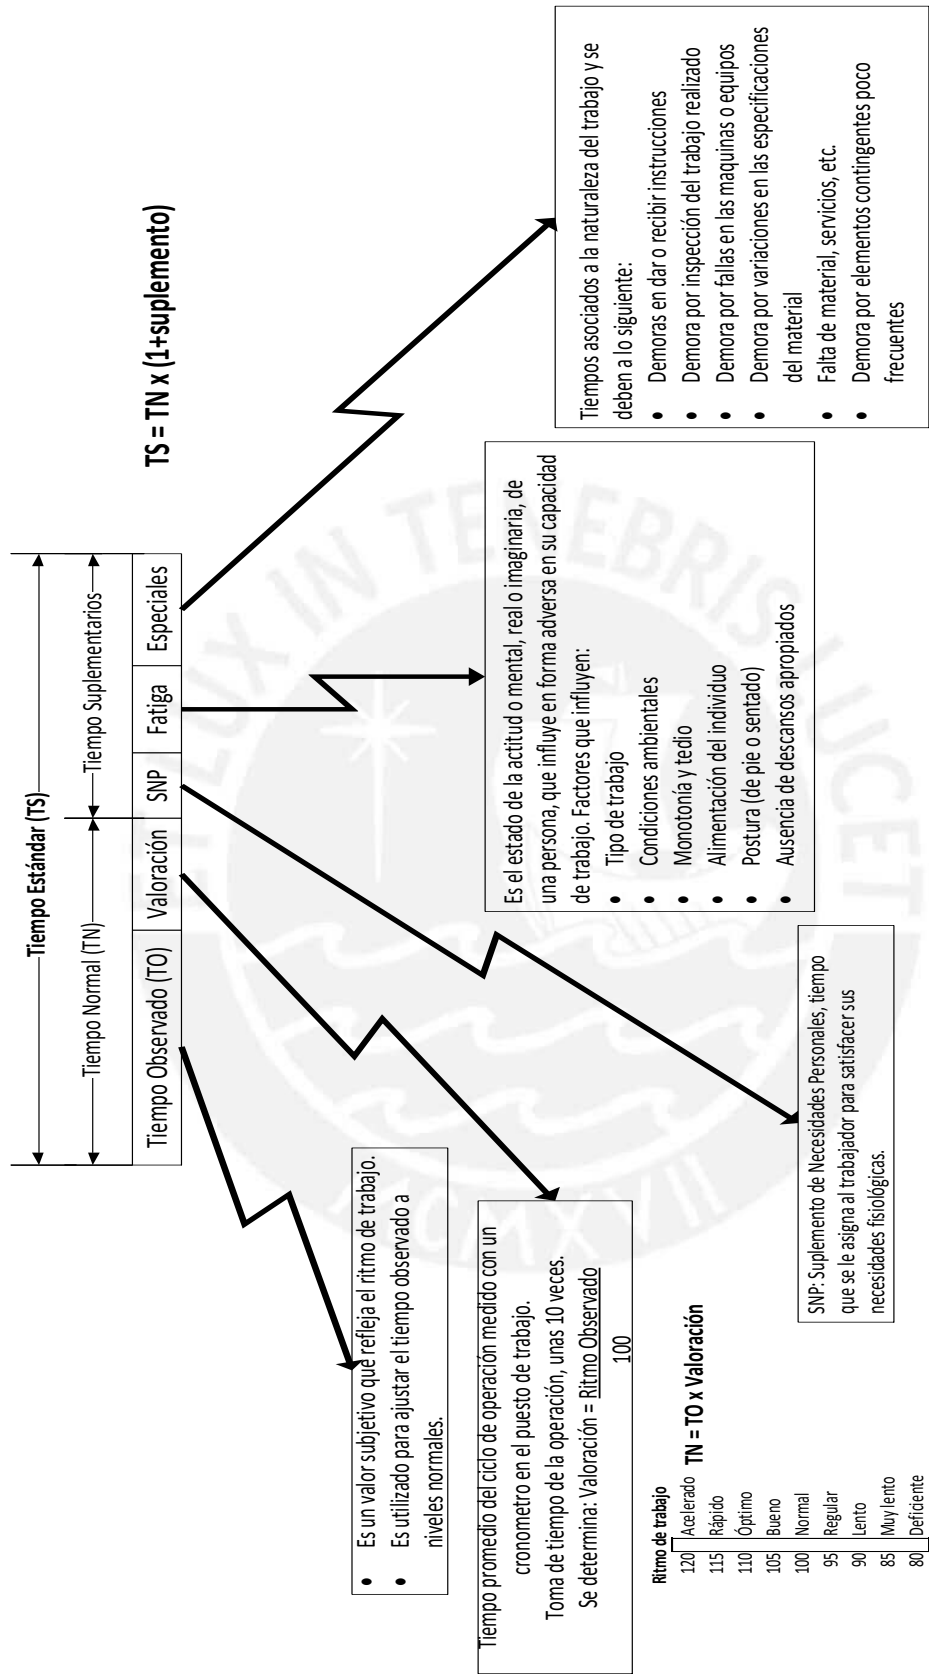 Tiempo Estándar (TS)
Tiempo Normal (TN)
Tiempo Suplementarios
Tiempo Observado (TO)
Valoración
SNP
Fatiga
Especiales
TS = TN x (1+suplemento)
• Es un valor subjetivo que refleja el ritmo de trabajo.
• Es utilizado para ajustar el tiempo observado a
niveles normales.
Tiempo promedio del ciclo de operación medido con un
cronometro en el puesto de trabajo.
Toma de tiempo de la operación, unas 10 veces.
Se determina: Valoración = Ritmo Observado
100
Ritmo de trabajo
120 Acelerado
115 Rápido
110 Óptimo
105 Bueno
100 Normal
95 Regular
90 Lento
85 Muy lento
80 Deficiente
TN = TO x Valoración
SNP: Suplemento de Necesidades Personales, tiempo
que se le asigna al trabajador para satisfacer sus
necesidades fisiológicas.
Es el estado de la actitud o mental, real o imaginaria, de
una persona, que influye en forma adversa en su capacidad
de trabajo. Factores que influyen:
• Tipo de trabajo
• Condiciones ambientales
• Monotonía y tedio
• Alimentación del individuo
• Postura (de pie o sentado)
• Ausencia de descansos apropiados
Tiempos asociados a la naturaleza del trabajo y se
deben a lo siguiente:
• Demoras en dar o recibir instrucciones
• Demora por inspección del trabajo realizado
• Demora por fallas en las maquinas o equipos
• Demora por variaciones en las especificaciones
del material
• Falta de material, servicios, etc.
• Demora por elementos contingentes poco
frecuentes
ET LUX IN TENEBRIS LUCET
MCMXVII